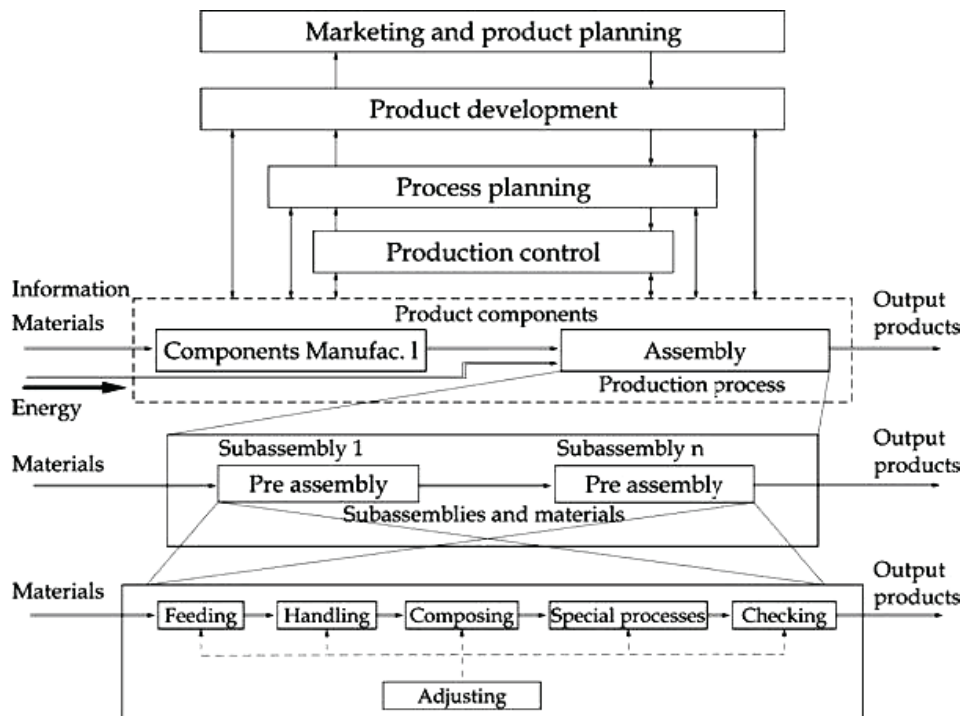 Marketing and product planning
Product development
Process planning
Production control
Information
Materials
Product components
Output
products
Components Manufac. l
Assembly
Production process
Energy
Materials
Subassembly 1
Subassembly n
Output
products
Pre assembly
Pre assembly
Subassemblies and materials
Materials
Output
products
Feeding
Handling
Composing
Special processes
Checking
Adjusting